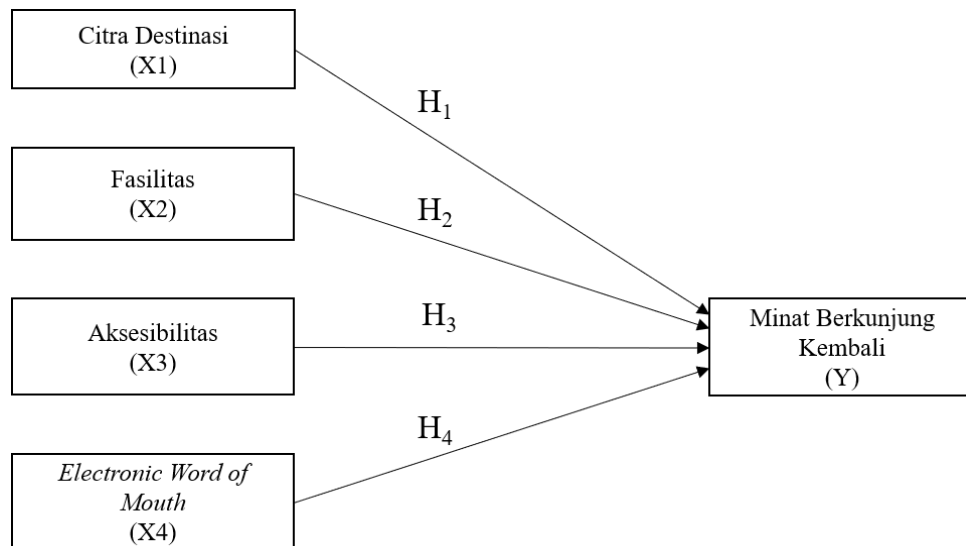 Citra Destinasi
(X1)
H₁
Fasilitas
(X2)
H₂
Aksesibilitas
(X3)
H₃
Minat Berkunjung
Kembali
(Y)
H₄
Electronic Word of
Mouth
(X4)